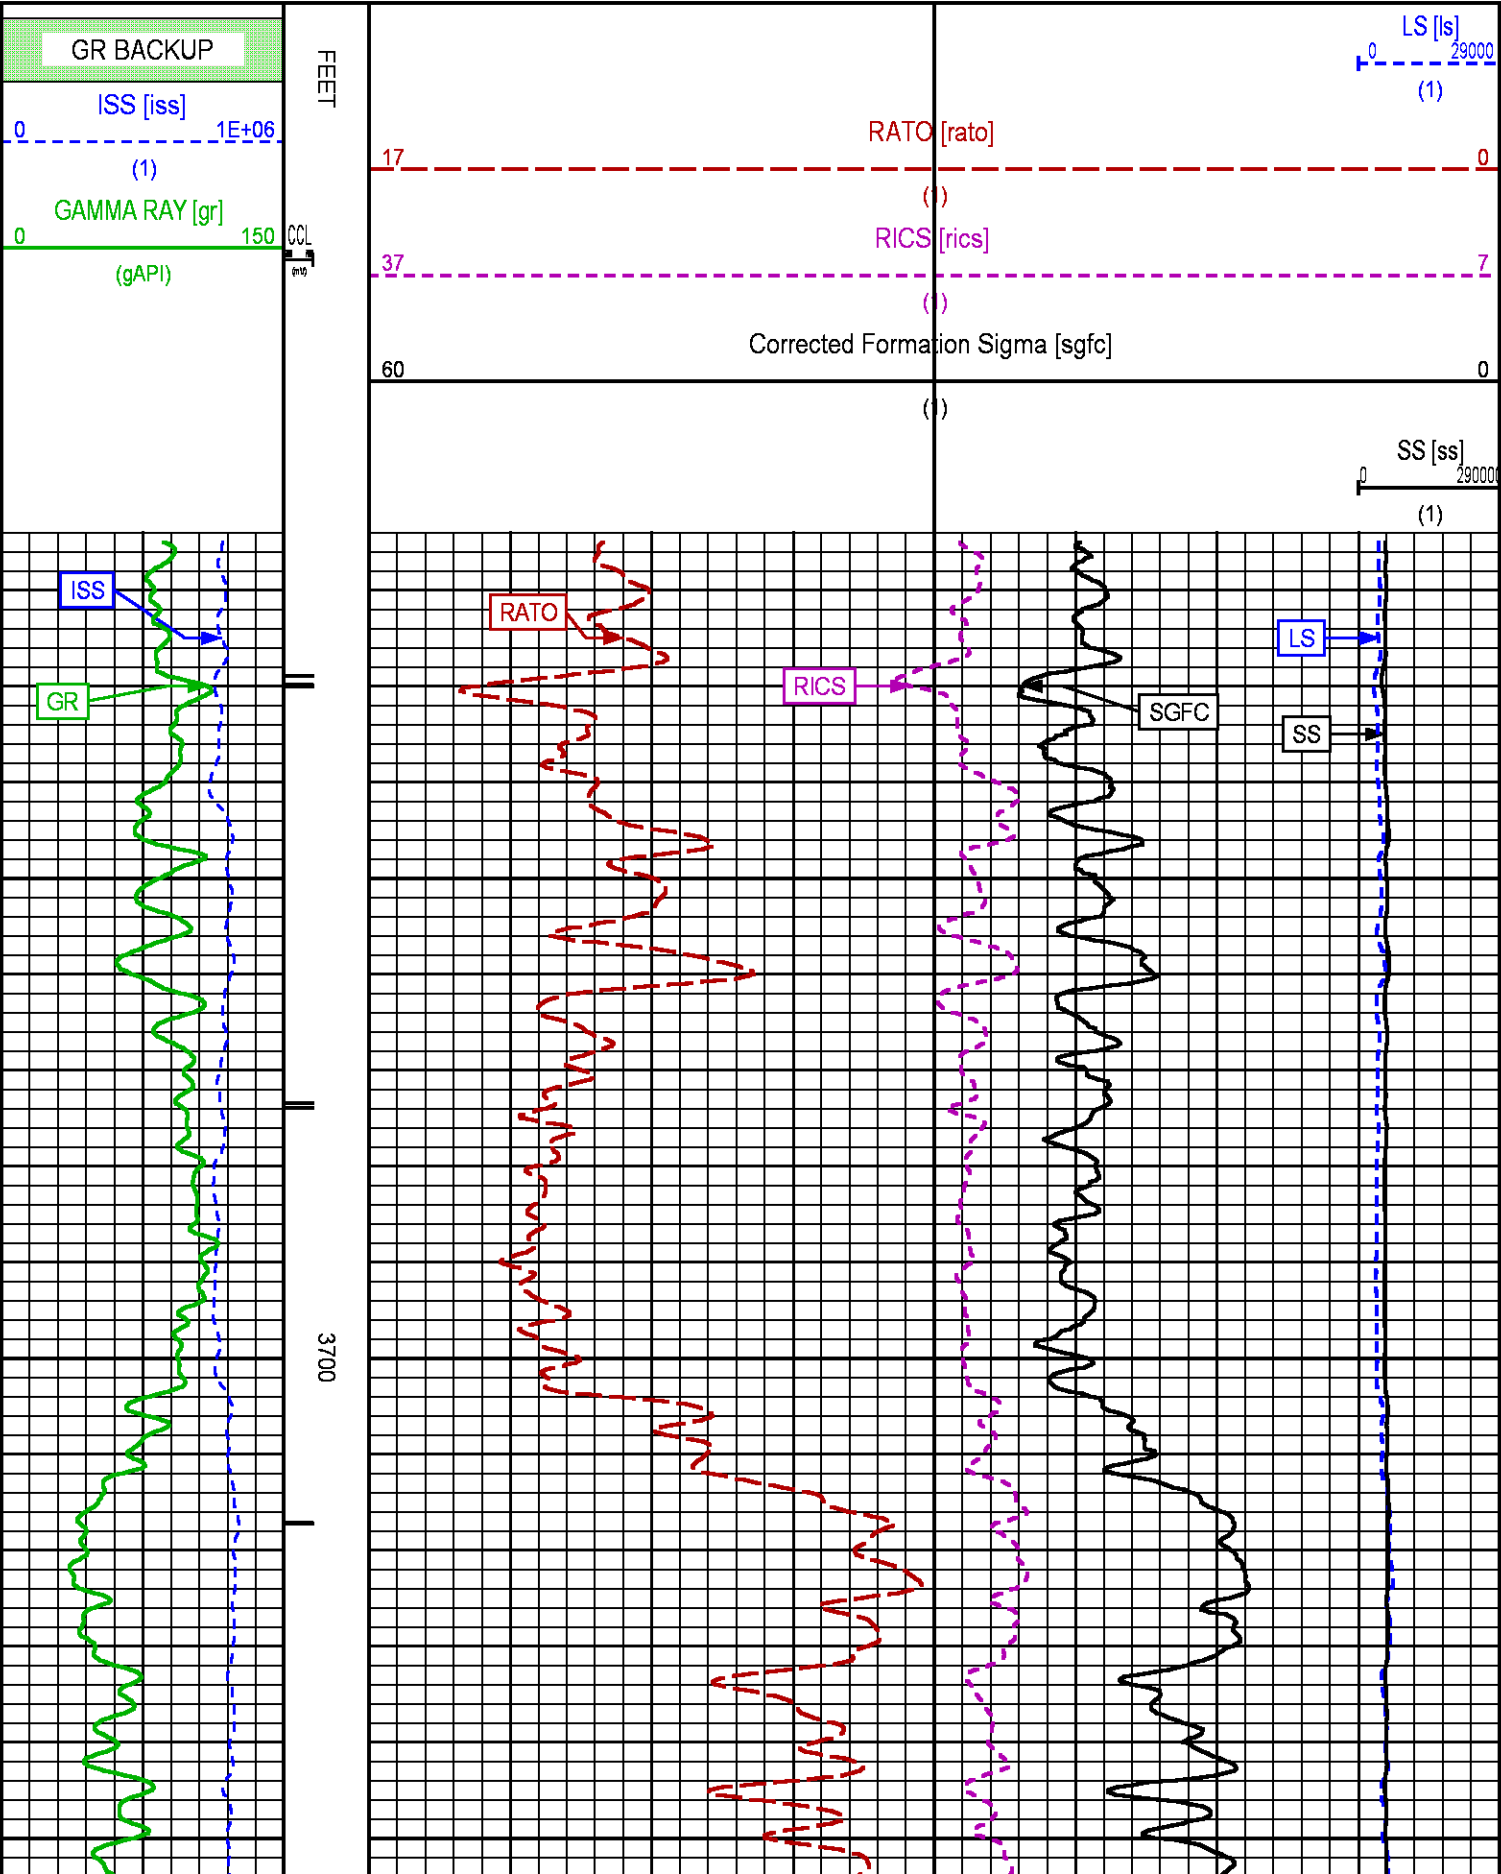 GR BACKUP
ISS [iss]
0 1E+06
(1)
GAMMA RAY [gr]
0 150
(gAPI)
FEET
CCL
LS [ls]
0 29000
(1)
RATO [rato]
17 0
(1)
RICS [rics]
37 7
(1)
Corrected Formation Sigma [sgfc]
60 0
(1)
SS [ss]
0 290000
(1)
ISS
RATO
LS
GR
RICS
SGFC
SS
3700